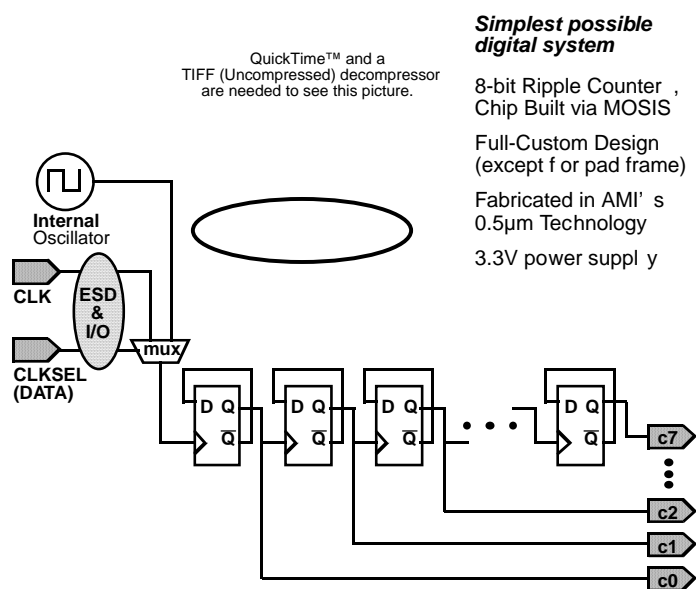 Simplest possible
digital system
QuickTime™ and a
TIFF (Uncompressed) decompressor
are needed to see this picture.
8-bit Ripple Counter ,
Chip Built via MOSIS
Full-Custom Design
(except f or pad frame)
Fabricated in AMI' s
0.5µm Technology
3.3V power suppl y
Internal
Oscillator
CLK
ESD
&
I/O
CLKSEL
(DATA)
mux
D Q
Q
D Q
Q
D Q
Q
D Q
Q
c7
c2
c1
c0